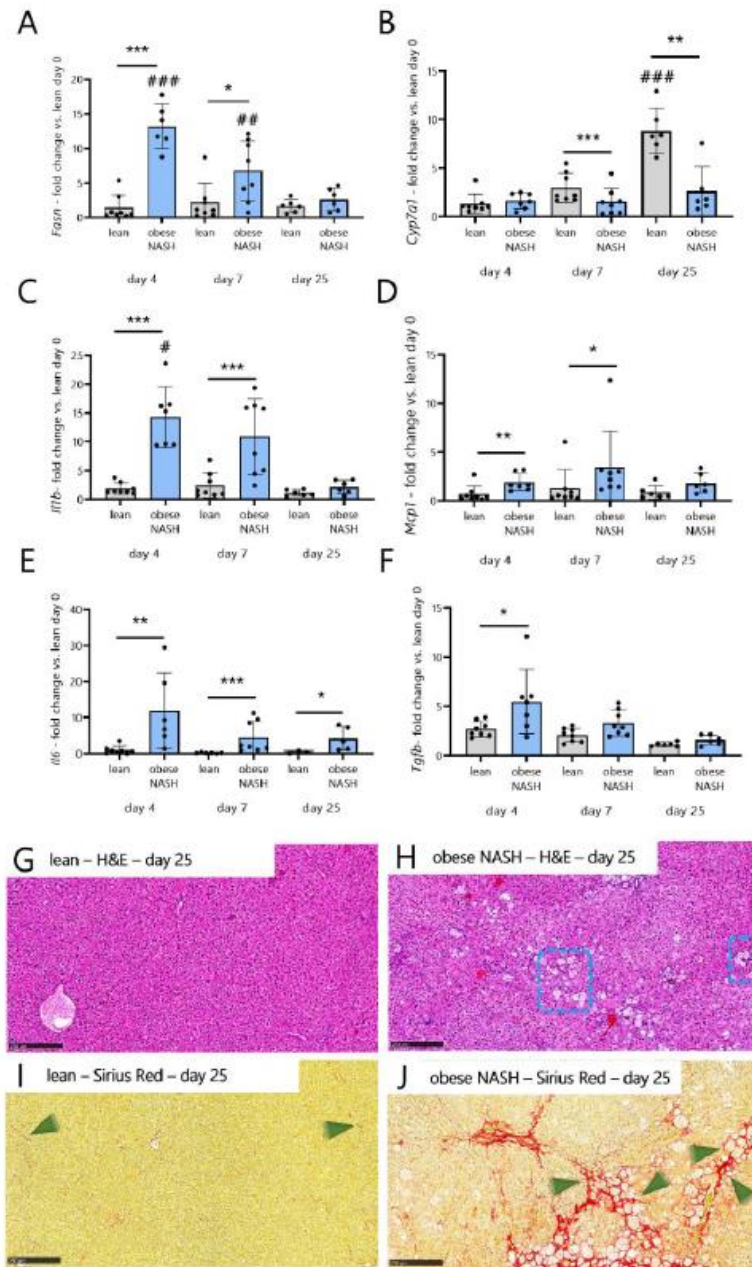 A
Fasn - fold change vs. lean day 0
20
15
10
5
0
***
###
*
##
lean
obese
NASH
lean
obese
NASH
lean
obese
NASH
day 4
day 7
day 25
B
Cyp7a1 - fold change vs. lean day 0
15
10
5
0
**
###
***
lean
obese
NASH
lean
obese
NASH
lean
obese
NASH
day 4
day 7
day 25
C
Il1b- fold change vs. lean day 0
25
20
15
10
5
0
***
#
***
lean
obese
NASH
lean
obese
NASH
lean
obese
NASH
day 4
day 7
day 25
D
Mcp1 - fold change vs. lean day 0
15
10
5
0
**
*
lean
obese
NASH
lean
obese
NASH
lean
obese
NASH
day 4
day 7
day 25
E
Il6 - fold change vs. lean day 0
40
30
20
10
0
**
***
*
lean
obese
NASH
lean
obese
NASH
lean
obese
NASH
day 4
day 7
day 25
F
Tgfb- fold change vs. lean day 0
15
10
5
0
*
lean
obese
NASH
lean
obese
NASH
lean
obese
NASH
day 4
day 7
day 25
G lean – H&E – day 25
H obese NASH – H&E – day 25
I lean – Sirius Red – day 25
J obese NASH – Sirius Red – day 25